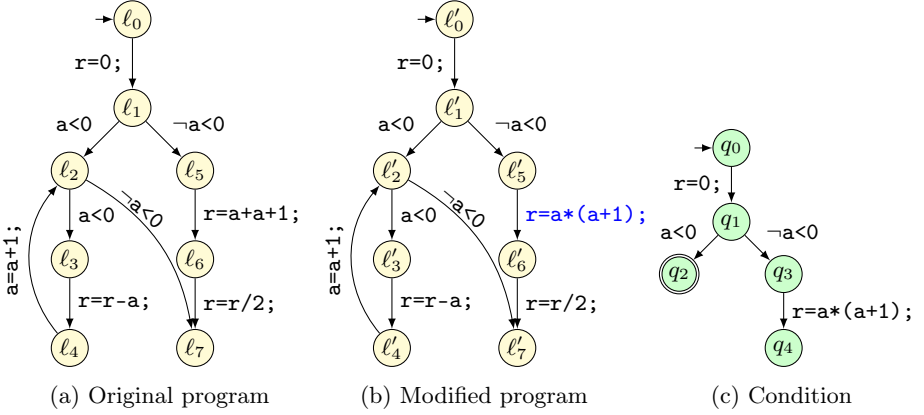 ℓ₀
r=0;
ℓ₁
a<0
¬a<0
ℓ₂
ℓ₅
a<0
¬a<0
r=a+a+1;
a=a+1;
ℓ₃
ℓ₆
r=r-a;
r=r/2;
ℓ₄
ℓ₇
(a) Original program
ℓ′₀
r=0;
ℓ′₁
a<0
¬a<0
ℓ′₂
ℓ′₅
a<0
¬a<0
r=a*(a+1);
a=a+1;
ℓ′₃
ℓ′₆
r=r-a;
r=r/2;
ℓ′₄
ℓ′₇
(b) Modified program
q₀
r=0;
q₁
a<0
¬a<0
q₂
q₃
r=a*(a+1);
q₄
(c) Condition